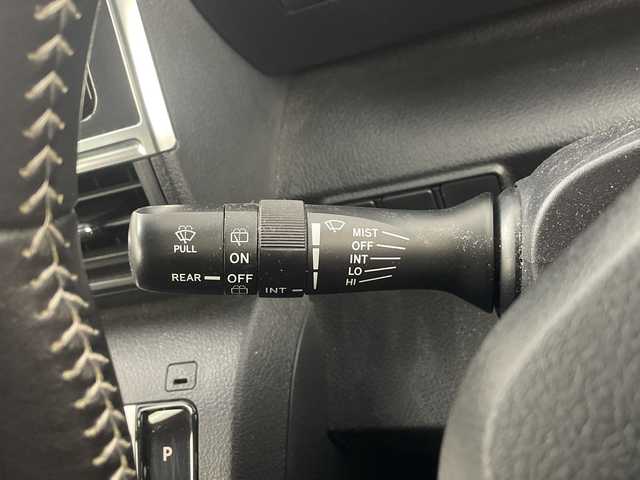 PULL
REAR
ON
OFF
INT
MIST
OFF
INT
LO
HI
P